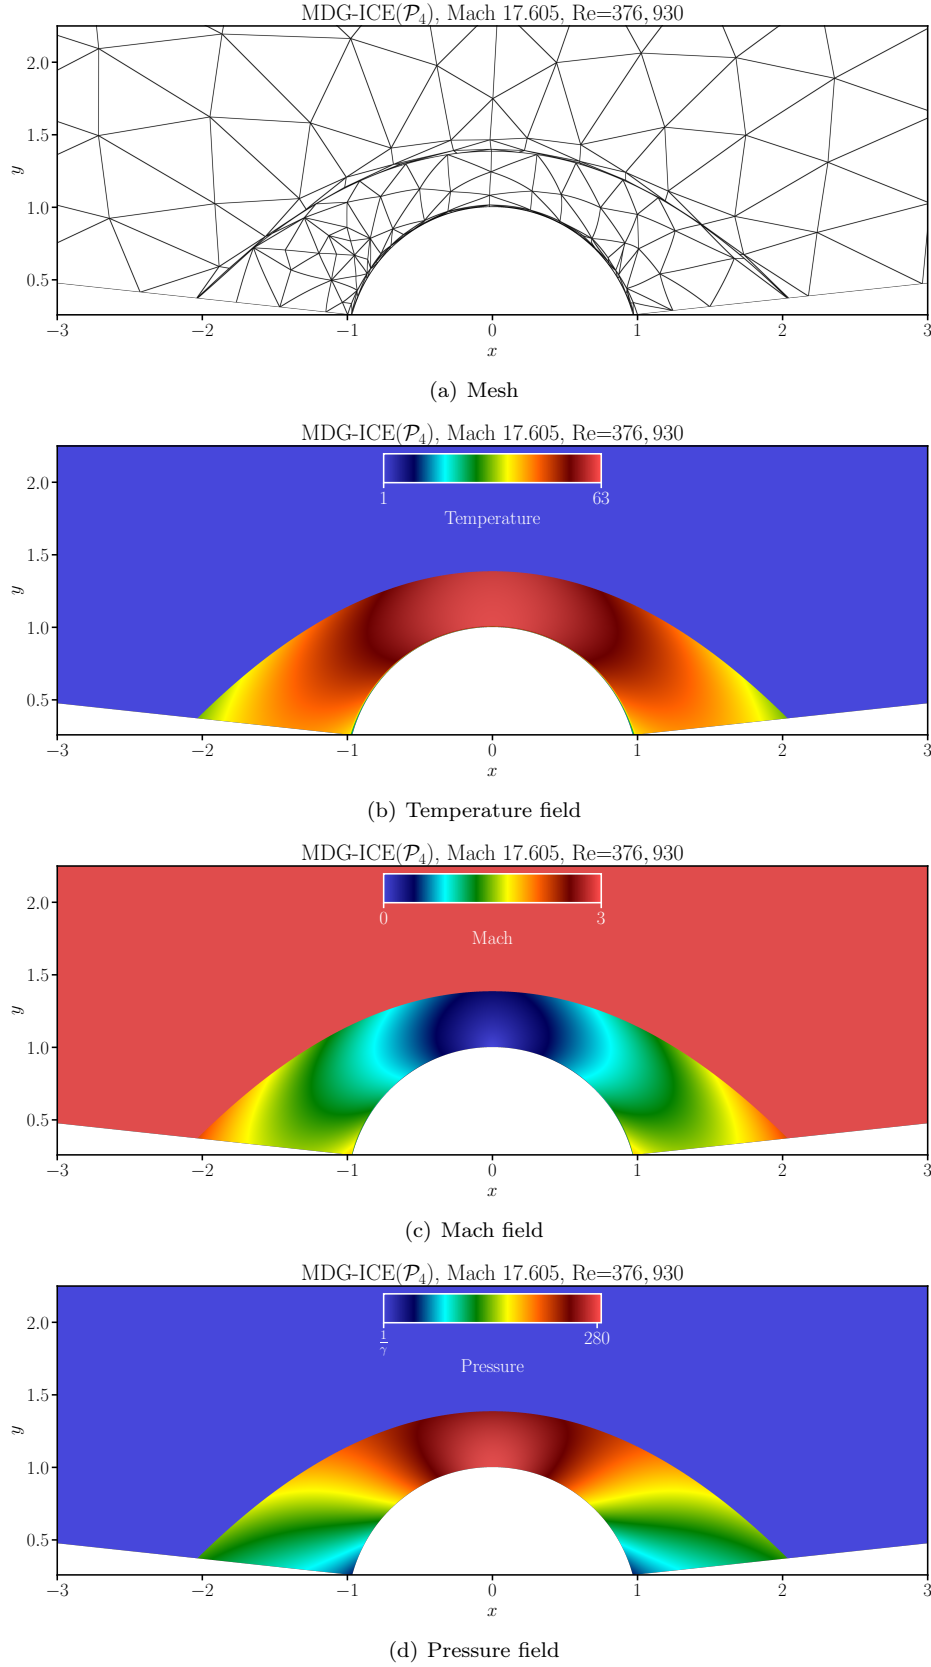 MDG-ICE(𝒫₄), Mach 17.605, Re=376,930
2.0
1.5
1.0
0.5
y
−3 −2 −1 0 1 2 3
x
(a) Mesh
MDG-ICE(𝒫₄), Mach 17.605, Re=376,930
1 63
Temperature
2.0
1.5
1.0
0.5
y
−3 −2 −1 0 1 2 3
x
(b) Temperature field
MDG-ICE(𝒫₄), Mach 17.605, Re=376,930
0 3
Mach
2.0
1.5
1.0
0.5
y
−3 −2 −1 0 1 2 3
x
(c) Mach field
MDG-ICE(𝒫₄), Mach 17.605, Re=376,930
1/γ 280
Pressure
2.0
1.5
1.0
0.5
y
−3 −2 −1 0 1 2 3
x
(d) Pressure field